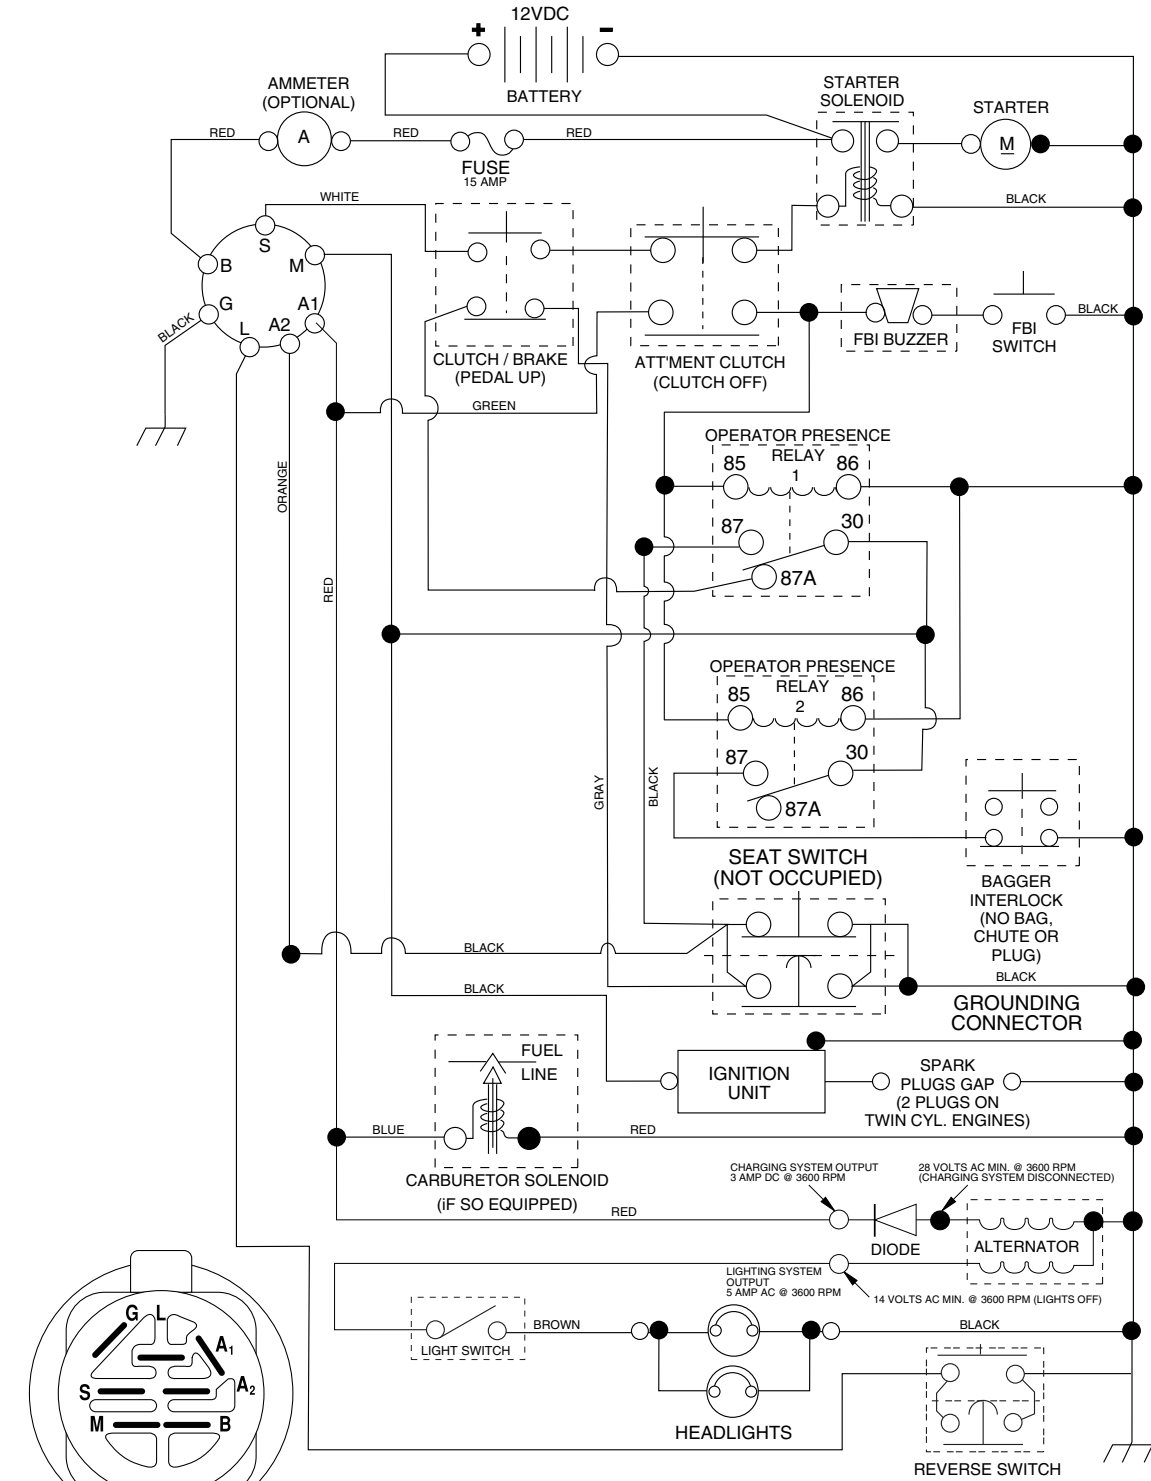 12VDC
+
−
BATTERY
AMMETER
(OPTIONAL)
STARTER
SOLENOID
STARTER
RED
A
RED
RED
FUSE
15 AMP
M
WHITE
BLACK
S
B
M
G
A1
A2
L
BLACK
CLUTCH / BRAKE
(PEDAL UP)
ATT'MENT CLUTCH
(CLUTCH OFF)
FBI BUZZER
FBI
SWITCH
BLACK
GREEN
ORANGE
RED
OPERATOR PRESENCE
RELAY
1
85
86
87
30
87A
OPERATOR PRESENCE
RELAY
2
85
86
87
30
87A
GRAY
BLACK
BAGGER
INTERLOCK
(NO BAG,
CHUTE OR
PLUG)
SEAT SWITCH
(NOT OCCUPIED)
BLACK
BLACK
BLACK
GROUNDING
CONNECTOR
FUEL
LINE
IGNITION
UNIT
SPARK
PLUGS GAP
(2 PLUGS ON
TWIN CYL. ENGINES)
BLUE
RED
CARBURETOR SOLENOID
(iF SO EQUIPPED)
CHARGING SYSTEM OUTPUT
3 AMP DC @ 3600 RPM
28 VOLTS AC MIN. @ 3600 RPM
(CHARGING SYSTEM DISCONNECTED)
RED
DIODE
ALTERNATOR
LIGHTING SYSTEM
OUTPUT
5 AMP AC @ 3600 RPM
14 VOLTS AC MIN. @ 3600 RPM (LIGHTS OFF)
LIGHT SWITCH
BROWN
BLACK
HEADLIGHTS
REVERSE SWITCH
G
L
A1
A2
S
M
B